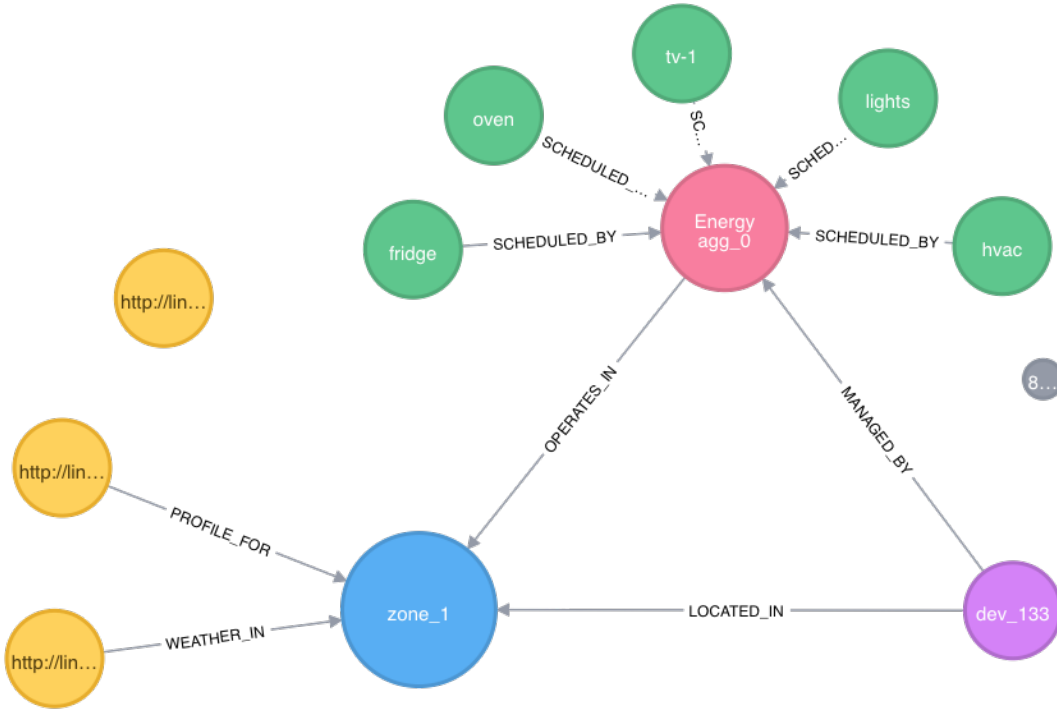 tv-1
lights
oven
SC...
SCHED...
SCHEDULED_...
Energy
agg_0
fridge
SCHEDULED_BY
SCHEDULED_BY
hvac
http://lin...
8...
OPERATES_IN
MANAGED_BY
http://lin...
PROFILE_FOR
zone_1
LOCATED_IN
dev_133
WEATHER_IN
http://lin...